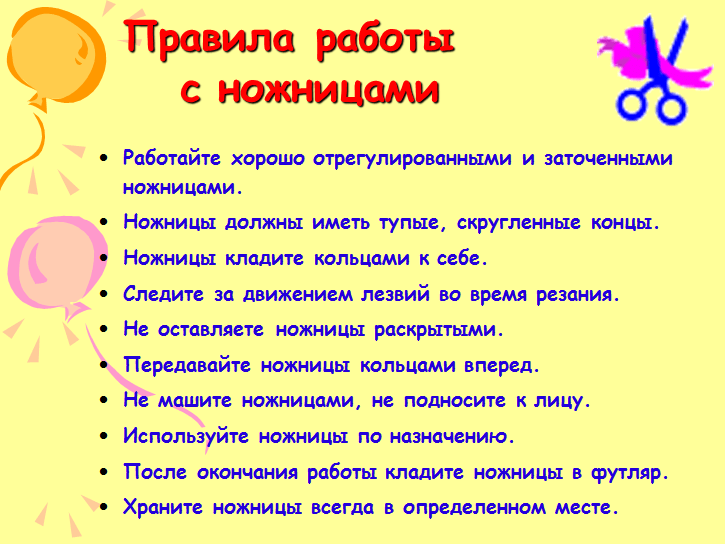 Правила работы
с ножницами
• Работайте хорошо отрегулированными и заточенными
ножницами.
• Ножницы должны иметь тупые, скругленные концы.
• Ножницы кладите кольцами к себе.
• Следите за движением лезвий во время резания.
• Не оставляете ножницы раскрытыми.
• Передавайте ножницы кольцами вперед.
• Не машите ножницами, не подносите к лицу.
• Используйте ножницы по назначению.
• После окончания работы кладите ножницы в футляр.
• Храните ножницы всегда в определенном месте.